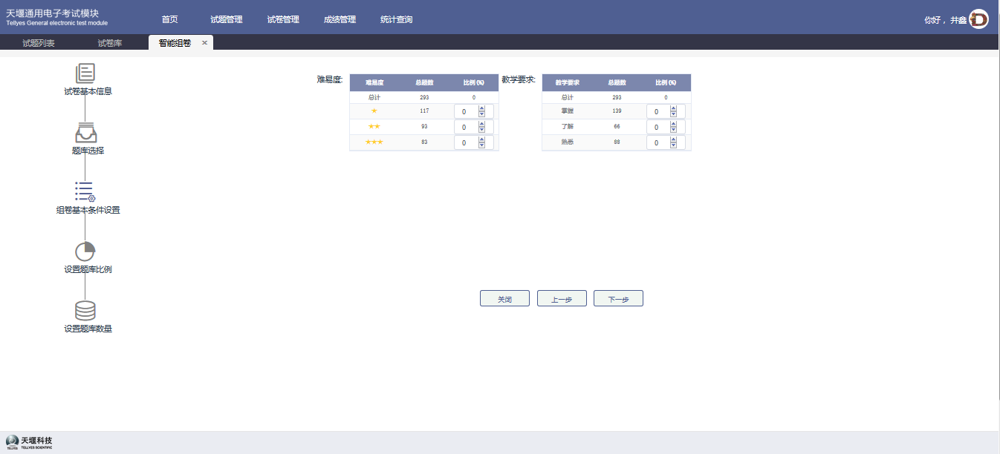 天堰通用电子考试模块
Tellyes General electronic test module
首页 试题管理 试卷管理 成绩管理 统计查询
你好， 井鑫
试题列表 试卷库 智能组卷 ×
试卷基本信息
题库选择
组卷基本条件设置
设置题库比例
设置题库数量
难易度:
难易度 总题数 比例(%)
总计 293 0
★ 117 0
★★ 93 0
★★★ 83 0
教学要求:
教学要求 总题数 比例(%)
总计 293 0
掌握 139 0
了解 66 0
熟悉 88 0
关闭 上一步 下一步
天堰科技
TELLYES TELLYES SCIENTIFIC